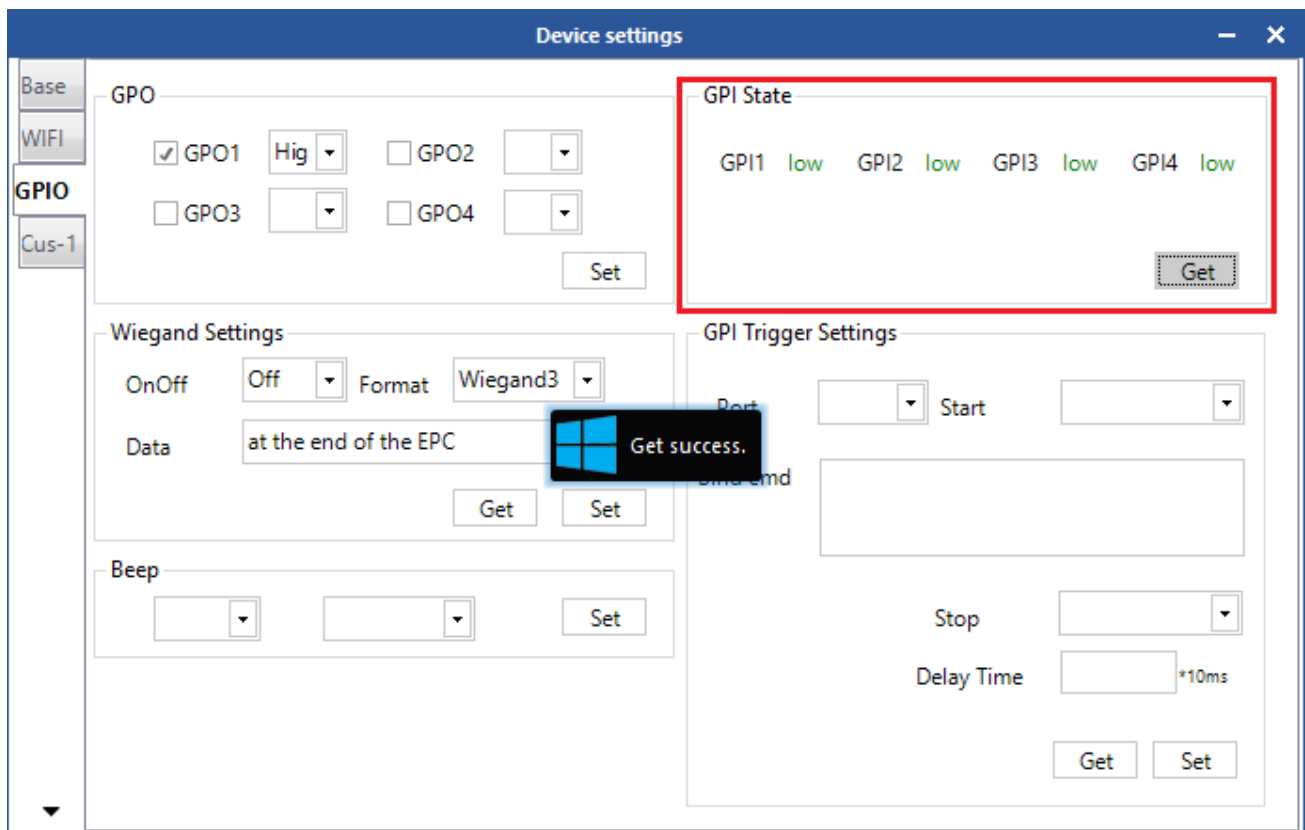 Device settings
Base
WIFI
GPIO
Cus-1
GPO
GPO1 Hig GPO2
GPO3 GPO4
Set
GPI State
GPI1 low GPI2 low GPI3 low GPI4 low
Get
Wiegand Settings
OnOff Off Format Wiegand3
Data at the end of the EPC
Get Set
Get success.
Beep
Set
GPI Trigger Settings
Port Start
cmd
Stop
Delay Time *10ms
Get Set